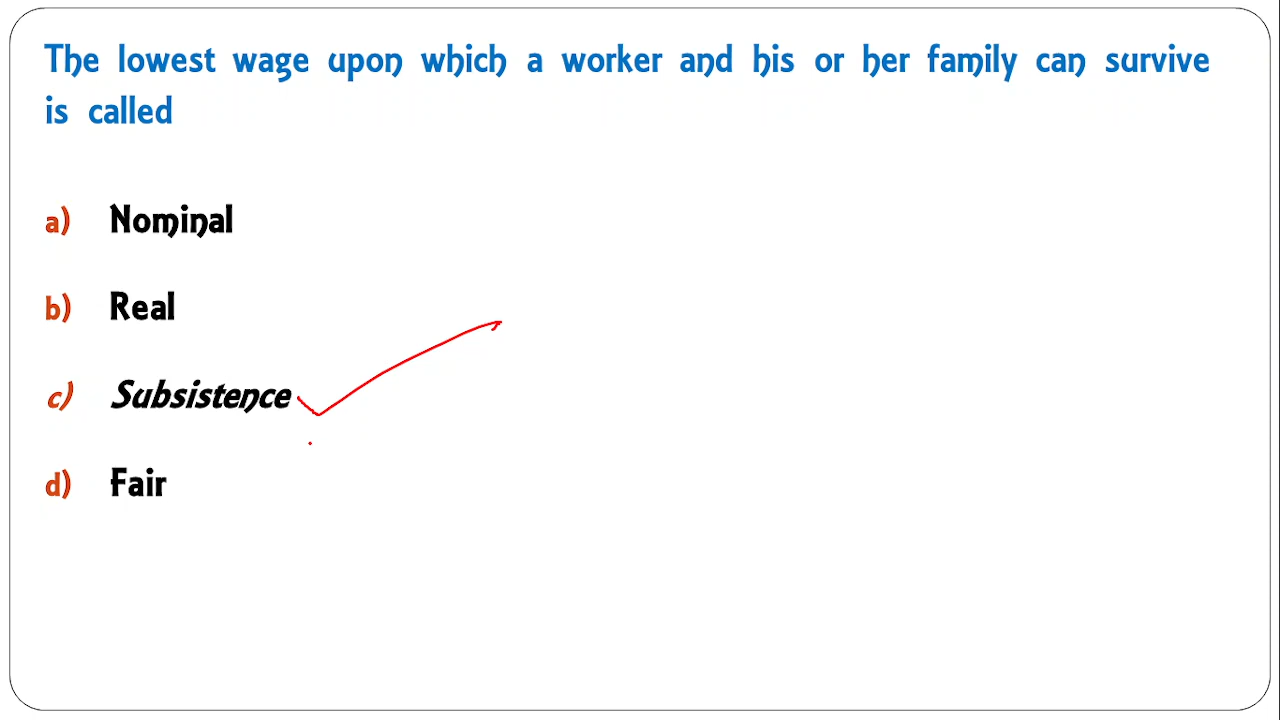 The lowest wage upon which a worker and his or her family can survive
is called
a) Nominal
b) Real
c) Subsistence
d) Fair